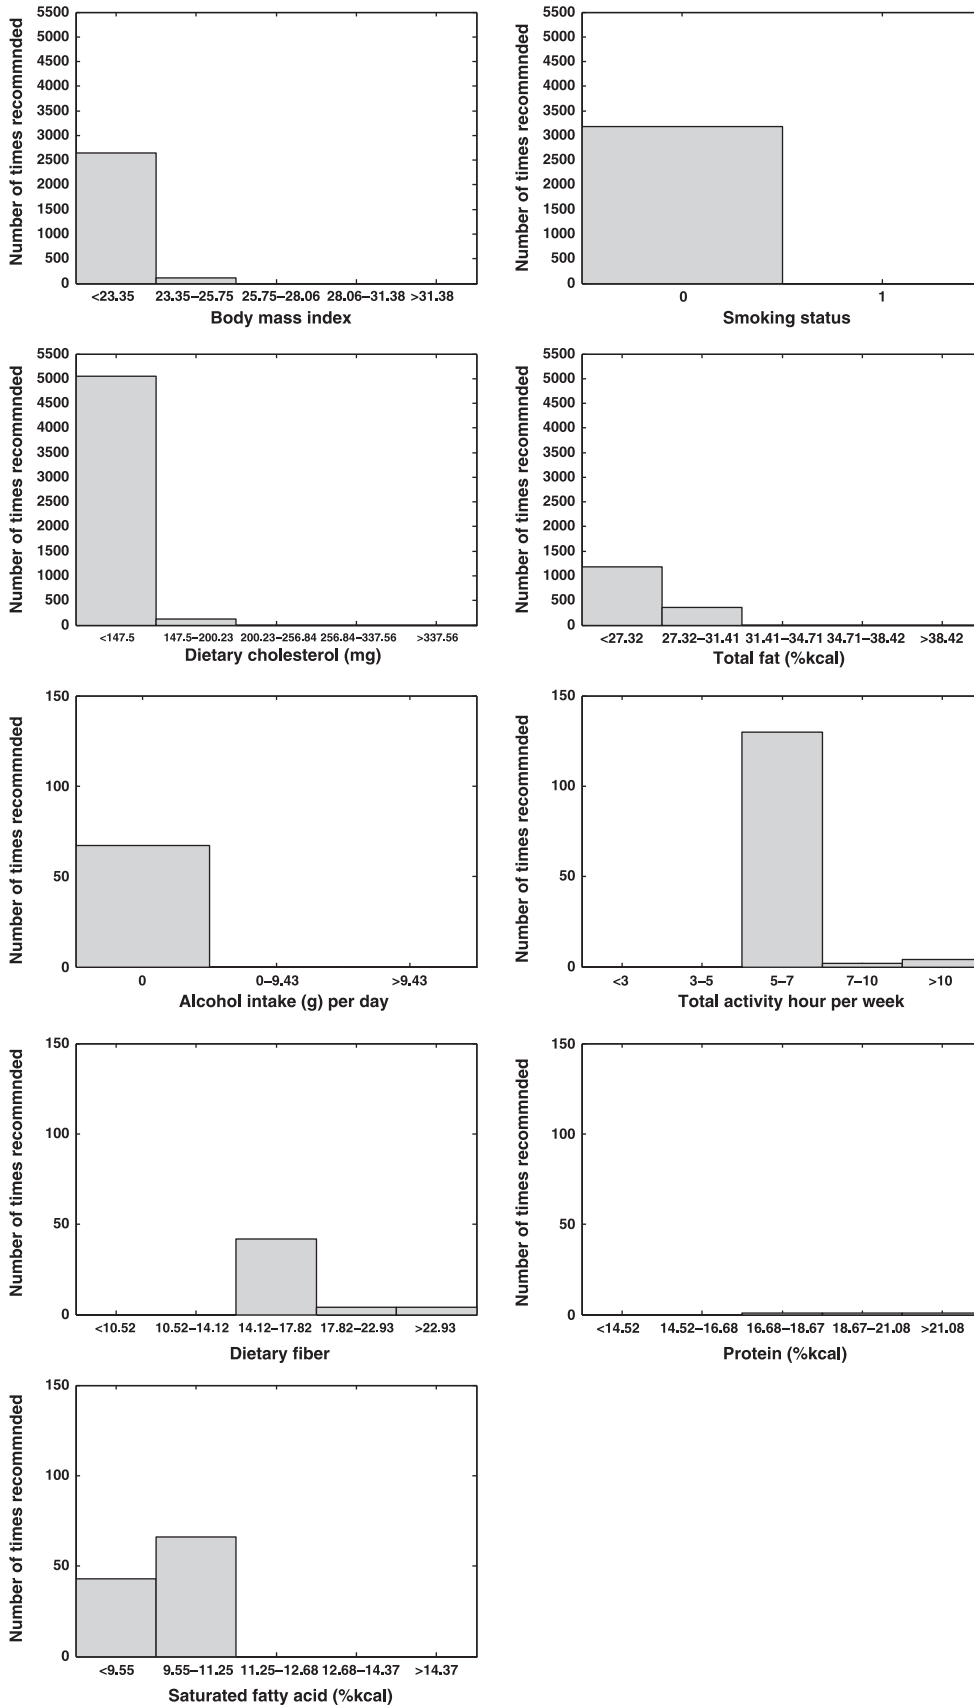 Number of times recommnded
5500
5000
4500
4000
3500
3000
2500
2000
1500
1000
500
0
<23.35 23.35–25.75 25.75–28.06 28.06–31.38 >31.38
Body mass index
Number of times recommnded
5500
5000
4500
4000
3500
3000
2500
2000
1500
1000
500
0
0 1
Smoking status
Number of times recommnded
5500
5000
4500
4000
3500
3000
2500
2000
1500
1000
500
0
<147.5 147.5–200.23 200.23–256.84 256.84–337.56 >337.56
Dietary cholesterol (mg)
Number of times recommnded
5500
5000
4500
4000
3500
3000
2500
2000
1500
1000
500
0
<27.32 27.32–31.41 31.41–34.71 34.71–38.42 >38.42
Total fat (%kcal)
Number of times recommnded
150
100
50
0
0 0–9.43 >9.43
Alcohol intake (g) per day
Number of times recommnded
150
100
50
0
<3 3–5 5–7 7–10 >10
Total activity hour per week
Number of times recommnded
150
100
50
0
<10.52 10.52–14.12 14.12–17.82 17.82–22.93 >22.93
Dietary fiber
Number of times recommnded
150
100
50
0
<14.52 14.52–16.68 16.68–18.67 18.67–21.08 >21.08
Protein (%kcal)
Number of times recommnded
150
100
50
0
<9.55 9.55–11.25 11.25–12.68 12.68–14.37 >14.37
Saturated fatty acid (%kcal)